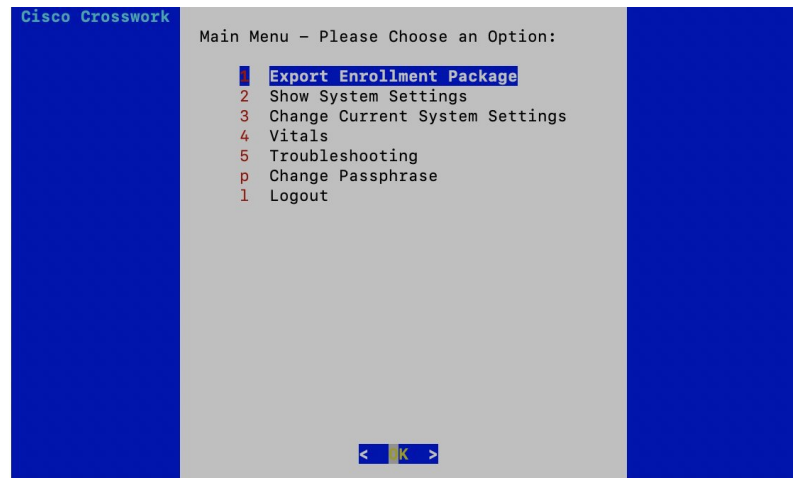 Cisco Crosswork
Main Menu – Please Choose an Option:
1 Export Enrollment Package
2 Show System Settings
3 Change Current System Settings
4 Vitals
5 Troubleshooting
p Change Passphrase
l Logout
< OK >